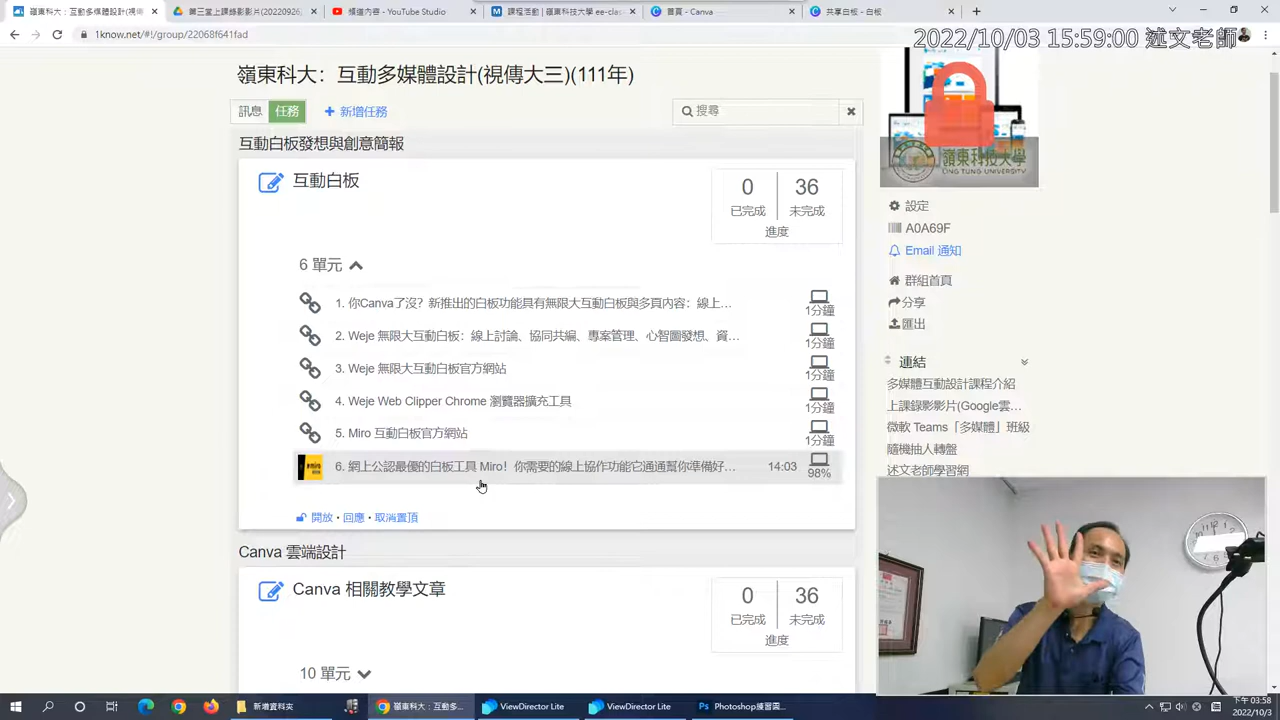 嶺東科大：互動多媒體設計(視傳
第三堂上課錄影影片(20220926
頻道內容 - YouTube Studio
課程活動 | 嶺東科技大學 ee-clas
首頁 - Canva
共享白板 - 白板
1know.net/#!/group/22068f641fad
2022/10/03 15:59:00 述文老師
嶺東科大：互動多媒體設計(視傳大三)(111年)
訊息 任務 + 新增任務 搜尋
互動白板發想與創意簡報
互動白板
0 36
已完成 未完成
進度
6 單元
1. 你Canva了沒？新推出的白板功能具有無限大互動白板與多頁內容：線上...
1分鐘
2. Weje 無限大互動白板：線上討論、協同共編、專案管理、心智圖發想、資...
1分鐘
3. Weje 無限大互動白板官方網站
1分鐘
4. Weje Web Clipper Chrome 瀏覽器擴充工具
1分鐘
5. Miro 互動白板官方網站
1分鐘
miro
6. 網上公認最優的白板工具 Miro！你需要的線上協作功能它通通幫你準備好...
14:03
98%
開放・回應・取消置頂
Canva 雲端設計
Canva 相關教學文章
0 36
已完成 未完成
進度
10 單元
嶺東科技大學
LING TUNG UNIVERSITY
設定
A0A69F
Email 通知
群組首頁
分享
匯出
連結
多媒體互動設計課程介紹
上課錄影影片(Google雲...
微軟 Teams「多媒體」班級
隨機抽人轉盤
述文老師學習網
新增資料夾
嶺東科大：互動多...
ViewDirector Lite
ViewDirector Lite
Photoshop練習雲...
下午 03:58
2022/10/3